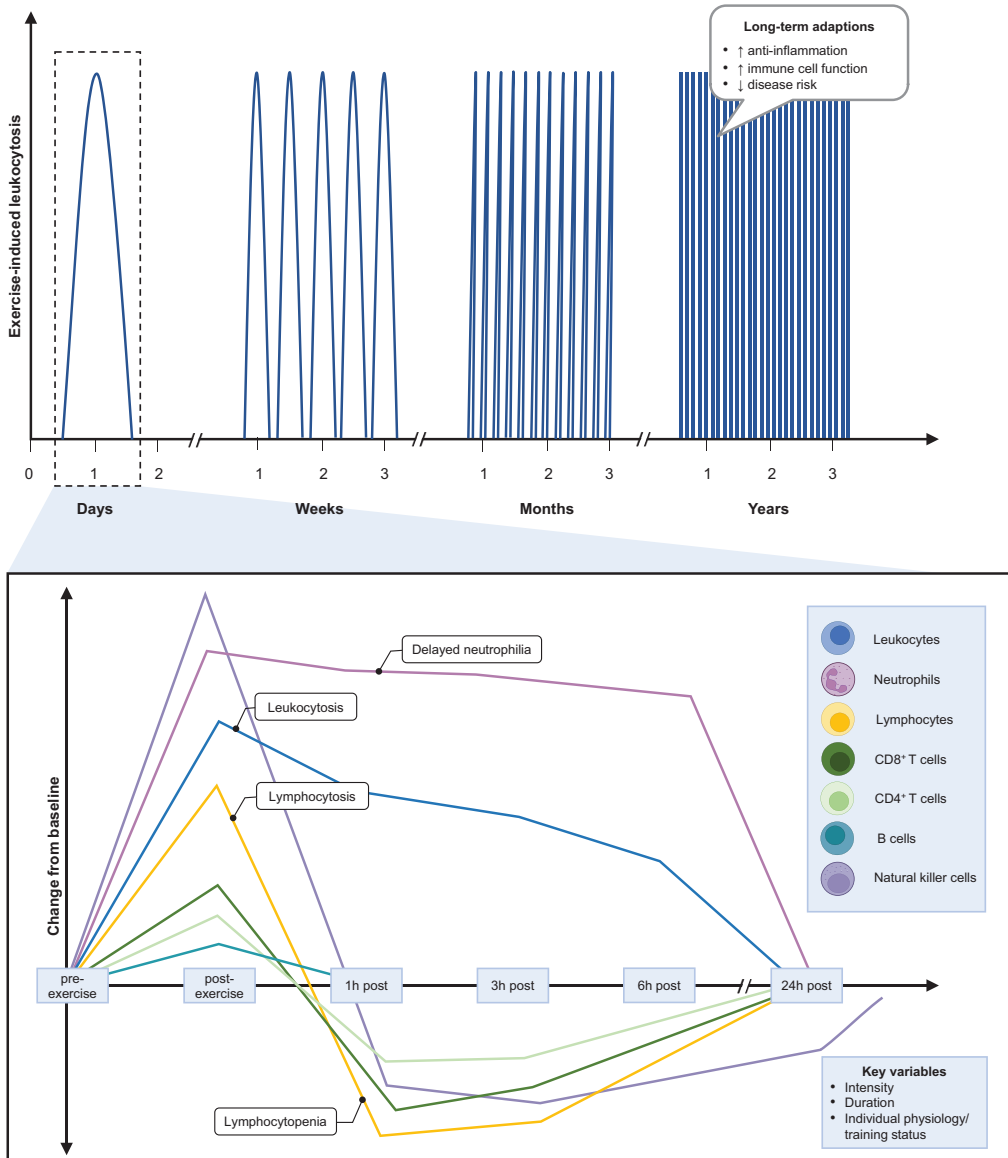 Exercise-induced leukocytosis
Long-term adaptions
• ↑ anti-inflammation
• ↑ immune cell function
• ↓ disease risk
0 1 2 1 2 3 1 2 3 1 2 3
Days Weeks Months Years
Change from baseline
Delayed neutrophilia
Leukocytosis
Lymphocytosis
Lymphocytopenia
Leukocytes
Neutrophils
Lymphocytes
CD8⁺ T cells
CD4⁺ T cells
B cells
Natural killer cells
pre-
exercise
post-
exercise
1h post
3h post
6h post
24h post
Key variables
• Intensity
• Duration
• Individual physiology/
training status